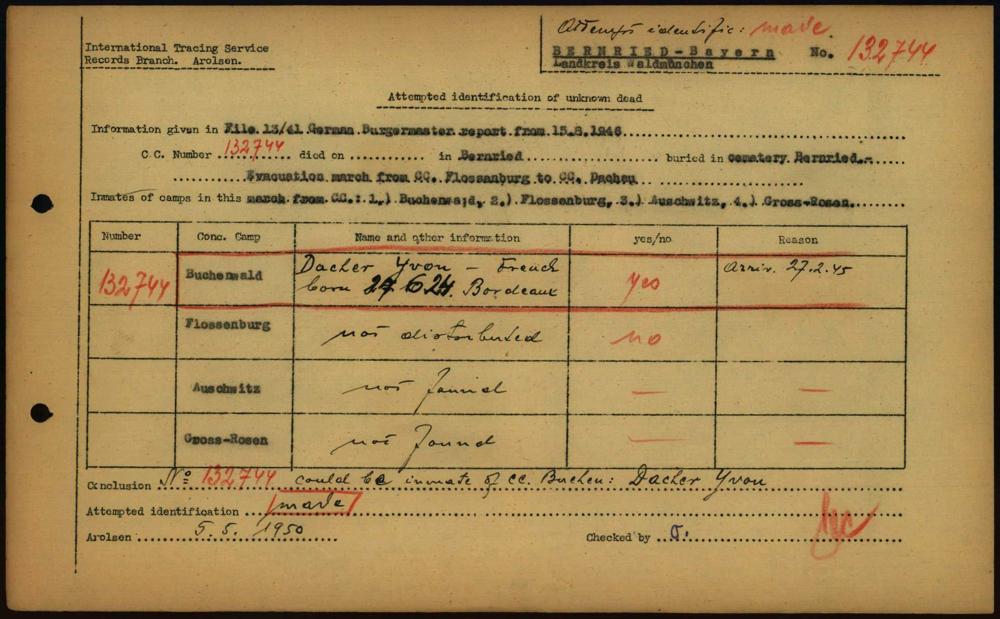 Attempt identific: made
International Tracing Service
Records Branch. Arolsen.
BERNRIED-Bayern No. 132744
Landkreis Waldmünchen
Attempted identification of unknown dead
Information given in File 13/41 German Burgermaster report from 15.8.1946
C.C. Number 132744 died on ............ in Bernried ............ buried in cematery Bernried.-
Evacuation march from CC. Flossenburg to CC. Dachau
Inmates of camps in this march from CC.: 1.) Buchenwa;d, 2.) Flossenburg, 3.) Auschwitz, 4.) Gross-Rosen.
Number Conc. Camp Name and other information yes/no Reason
132744 Buchenwald Dacher Yvon - French yes Arriv. 27.2.45
born 24.6.24. Bordeaux
Flossenburg not distorbuted no
Auschwitz not found — —
Gross-Rosen not found — —
Conclusion No: 132744 could be inmate of cc. Buchen: Dacher Yvon
Attempted identification made
Arolsen 5.5.1950 Checked by